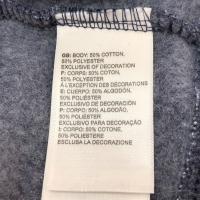 GB: BODY: 50% COTTON,
50% POLYESTER
EXCLUSIVE OF DECORATION
F: CORPS: 50% COTON,
50% POLYESTER
À L'EXCEPTION DES DÉCORATIONS
E: CUERPO: 50% ALGODÓN,
50% POLIÉSTER
EXCLUSIVO DE DECORACIÓN
P: CORPO: 50% ALGODÃO,
50% POLIÉSTER
EXCLUSIVO DA DECORAÇÃO
I: CORPO: 50% COTONE,
50% POLIESTERE
ESCLUSA LA DECORAZIONE